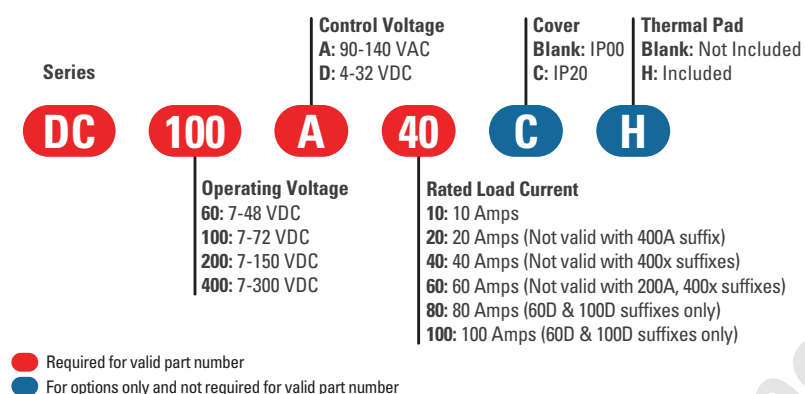 Control Voltage
A: 90-140 VAC
D: 4-32 VDC
Cover
Blank: IP00
C: IP20
Thermal Pad
Blank: Not Included
H: Included
Series
DC
100
A
40
C
H
Operating Voltage
60: 7-48 VDC
100: 7-72 VDC
200: 7-150 VDC
400: 7-300 VDC
Rated Load Current
10: 10 Amps
20: 20 Amps (Not valid with 400A suffix)
40: 40 Amps (Not valid with 400x suffixes)
60: 60 Amps (Not valid with 200A, 400x suffixes)
80: 80 Amps (60D & 100D suffixes only)
100: 100 Amps (60D & 100D suffixes only)
Required for valid part number
For options only and not required for valid part number